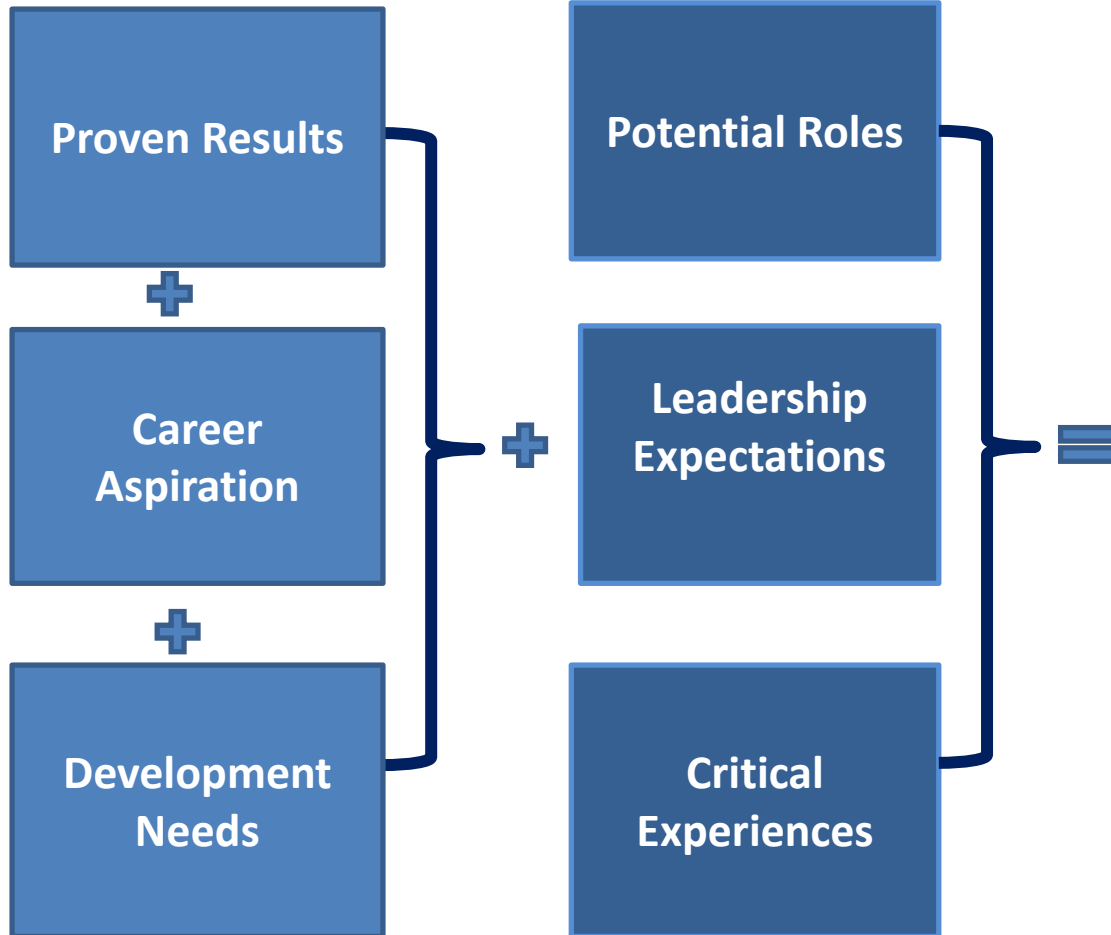 Proven Results
Career
Aspiration
Development
Needs
Potential Roles
Leadership
Expectations
Critical
Experiences